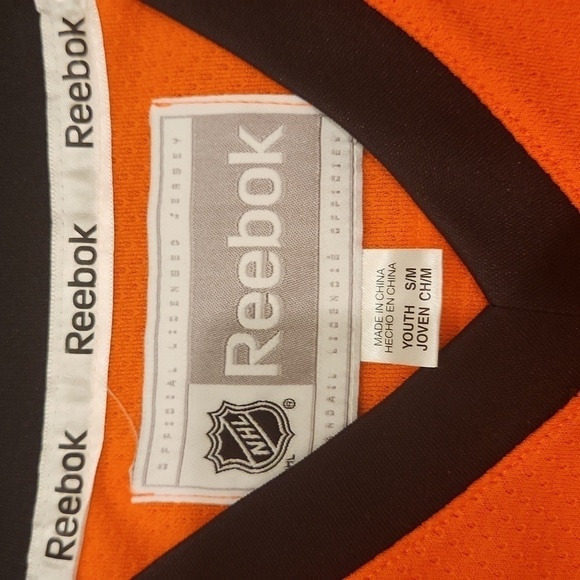 Reebok
Reebok
Reebok
OFFICIAL LICENSED JERSEY
Reebok
NHL
®
MADE IN CHINA
HECHO EN CHINA
YOUTH S/M
JOVEN CH/M